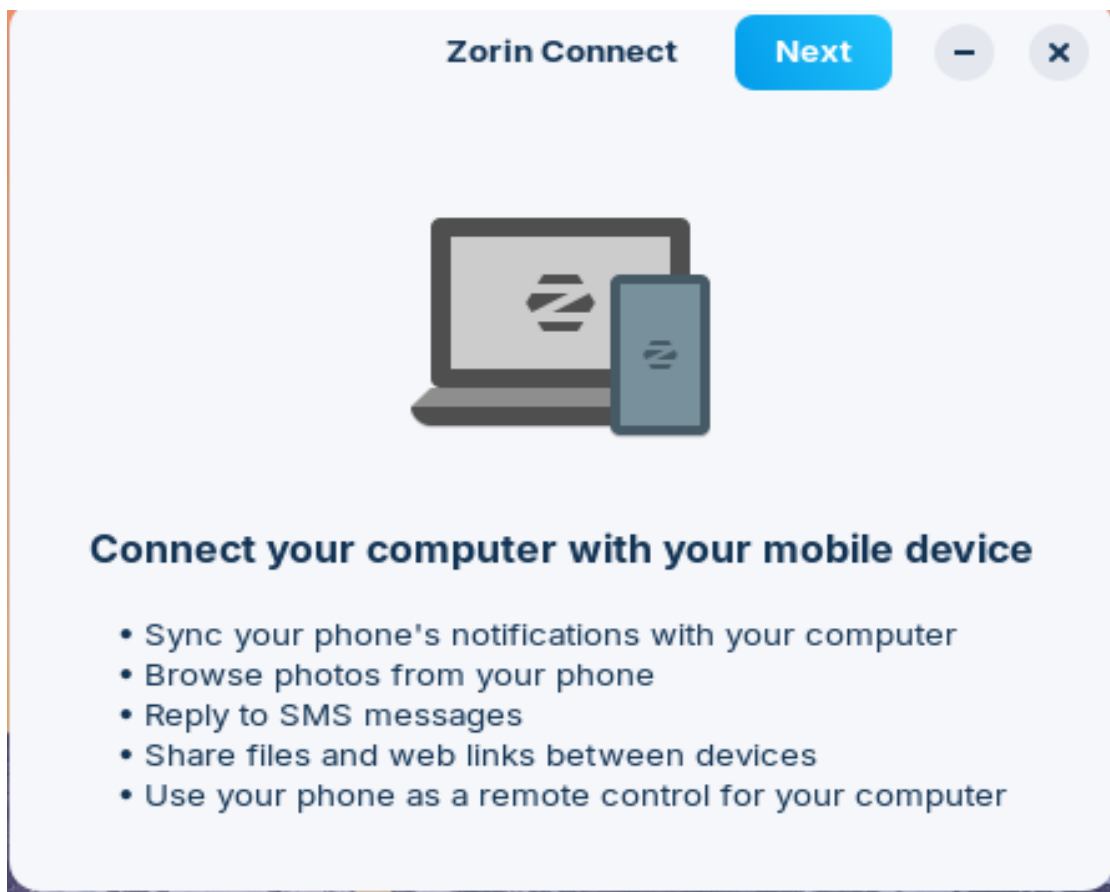 Zorin Connect
Next
Connect your computer with your mobile device
• Sync your phone's notifications with your computer
• Browse photos from your phone
• Reply to SMS messages
• Share files and web links between devices
• Use your phone as a remote control for your computer